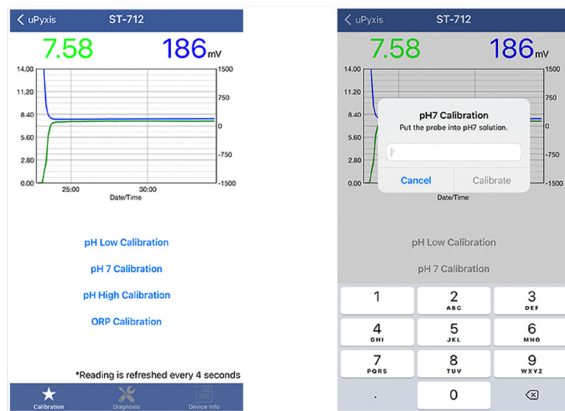 uPyxis ST-712
7.58 186mV
14.00 1500
11.20 750
8.40 0
5.60
2.80 -750
0.00 -1500
25:00 30:00
Date/Time
pH Low Calibration
pH 7 Calibration
pH High Calibration
ORP Calibration
*Reading is refreshed every 4 seconds
Calibration Diagnosis Device Info
uPyxis ST-712
7.58 186mV
14.00 1500
11.20 750
8.40 0
5.60
2.80 -750
0.00 -1500
Date/Time
pH7 Calibration
Put the probe into pH7 solution.
7
Cancel Calibrate
pH Low Calibration
pH 7 Calibration
1 2 3
ABC DEF
4 5 6
GHI JKL MNO
7 8 9
PQRS TUV WXYZ
. 0